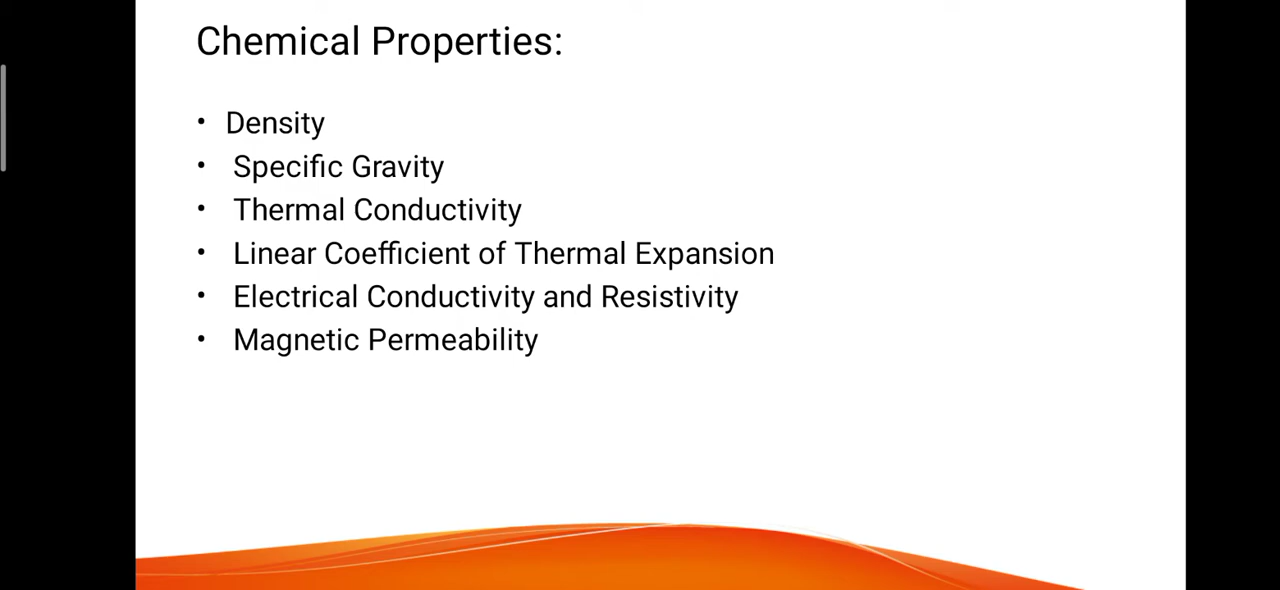 Chemical Properties:
• Density
• Specific Gravity
• Thermal Conductivity
• Linear Coefficient of Thermal Expansion
• Electrical Conductivity and Resistivity
• Magnetic Permeability